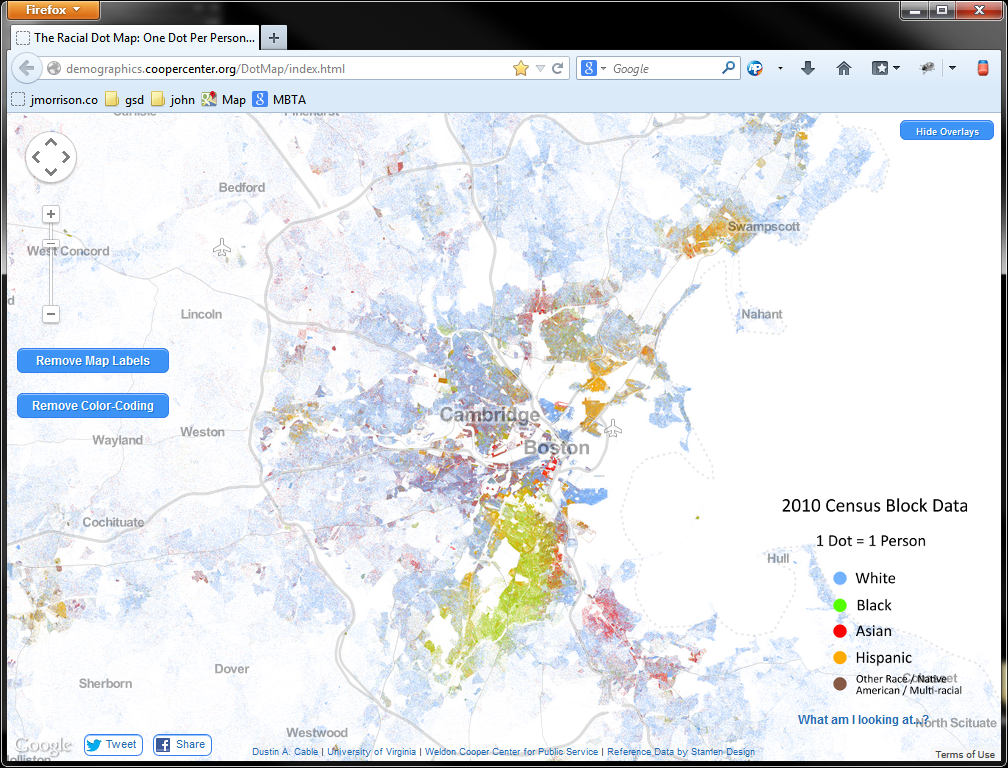 Firefox
The Racial Dot Map: One Dot Per Person...
demographics.coopercenter.org/DotMap/index.html
Google
jmorrison.co
gsd
john
Map
MBTA
Carlisle
Pinehurst
Hide Overlays
Bedford
Swampscott
West Concord
Lincoln
Nahant
Remove Map Labels
Remove Color-Coding
Cambridge
Weston
Wayland
Boston
2010 Census Block Data
Cochituate
1 Dot = 1 Person
Hull
White
Black
Asian
Hispanic
Other Race / Native
American / Multi-racial
Dover
Sherborn
What am I looking at...?
North Scituate
Westwood
Google
Tweet
Share
Dustin A. Cable | University of Virginia | Weldon Cooper Center for Public Service | Reference Data by Stamen Design
Terms of Use